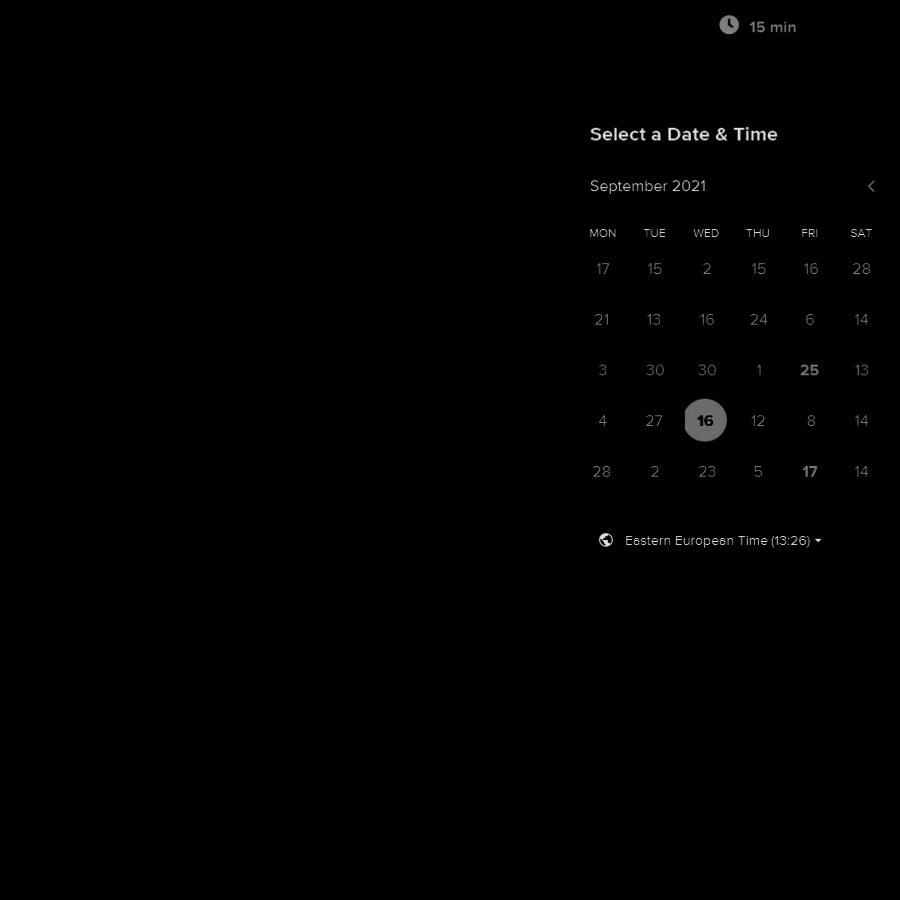 15 min
Select a Date & Time
September 2021
MON TUE WED THU FRI SAT
17 15 2 15 16 28
21 13 16 24 6 14
3 30 30 1 25 13
4 27 16 12 8 14
28 2 23 5 17 14
Eastern European Time (13:26)